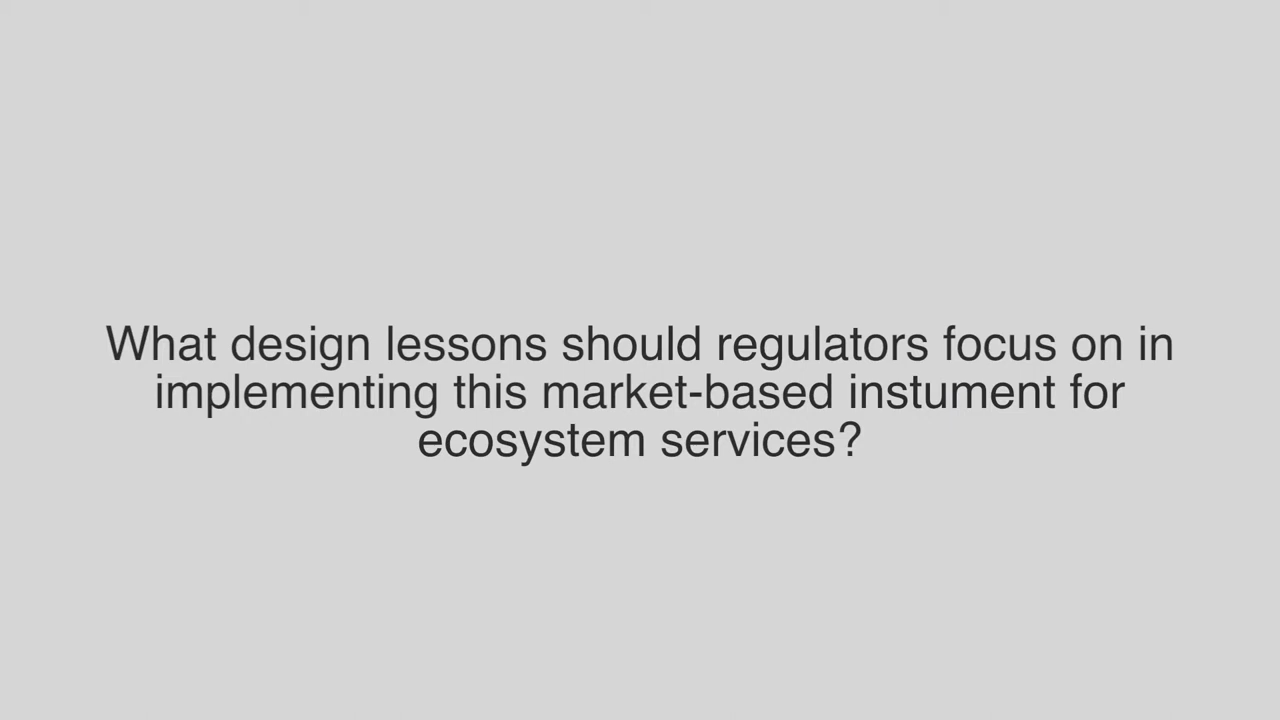 What design lessons should regulators focus on in
implementing this market-based instument for
ecosystem services?